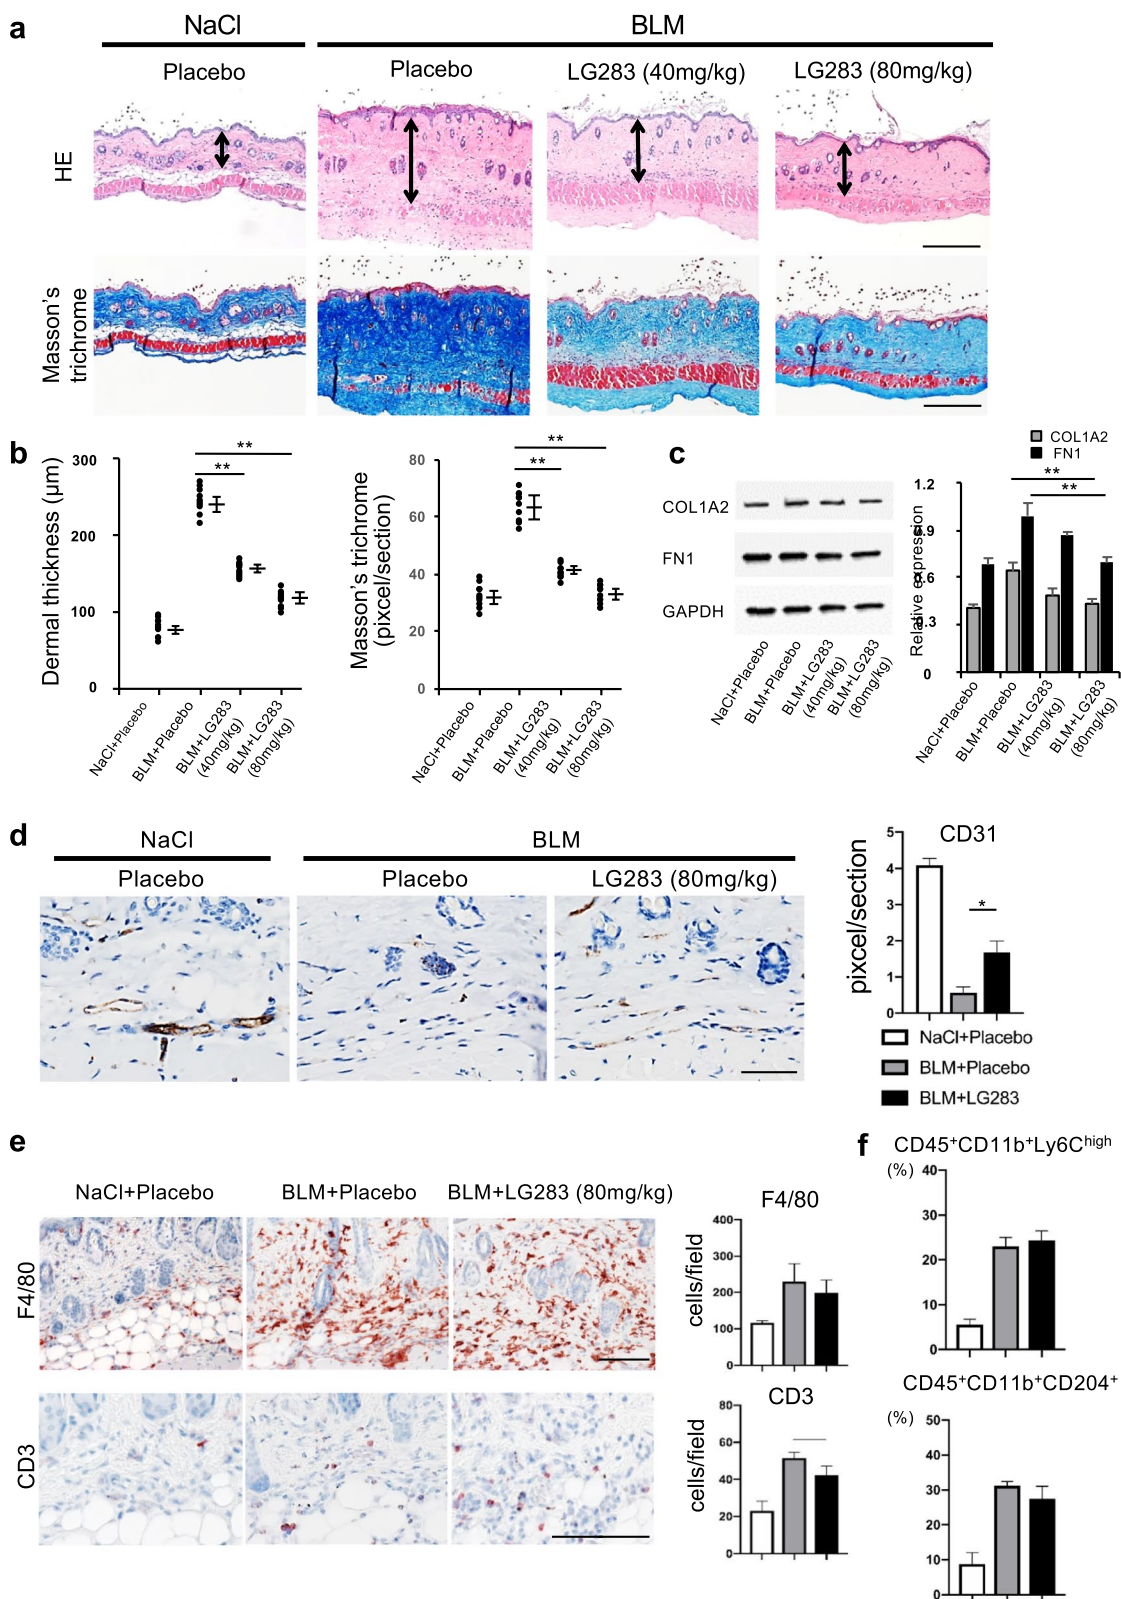 a
NaCl
BLM
Placebo
Placebo
LG283 (40mg/kg)
LG283 (80mg/kg)
HE
Masson's
trichrome
b
Dermal thickness (μm)
300
200
100
0
**
**
NaCl+Placebo
BLM+Placebo
BLM+LG283
(40mg/kg)
BLM+LG283
(80mg/kg)
Masson's trichrome
(pixcel/section)
80
60
40
20
0
**
**
NaCl+Placebo
BLM+Placebo
BLM+LG283
(40mg/kg)
BLM+LG283
(80mg/kg)
c
COL1A2
FN1
GAPDH
NaCl+Placebo
BLM+Placebo
BLM+LG283
(40mg/kg)
BLM+LG283
(80mg/kg)
COL1A2
FN1
**
**
Relative expression
1.2
0.9
0.6
0.3
0
NaCl+Placebo
BLM+Placebo
BLM+LG283
(40mg/kg)
BLM+LG283
(80mg/kg)
d
NaCl
BLM
Placebo
Placebo
LG283 (80mg/kg)
CD31
pixcel/section
5
4
3
2
1
0
*
NaCl+Placebo
BLM+Placebo
BLM+LG283
e
NaCl+Placebo
BLM+Placebo
BLM+LG283 (80mg/kg)
F4/80
CD3
F4/80
cells/field
400
300
200
100
0
CD3
cells/field
80
60
40
20
0
f
CD45+CD11b+Ly6Chigh
(%)
40
30
20
10
0
CD45+CD11b+CD204+
(%)
50
40
30
20
10
0